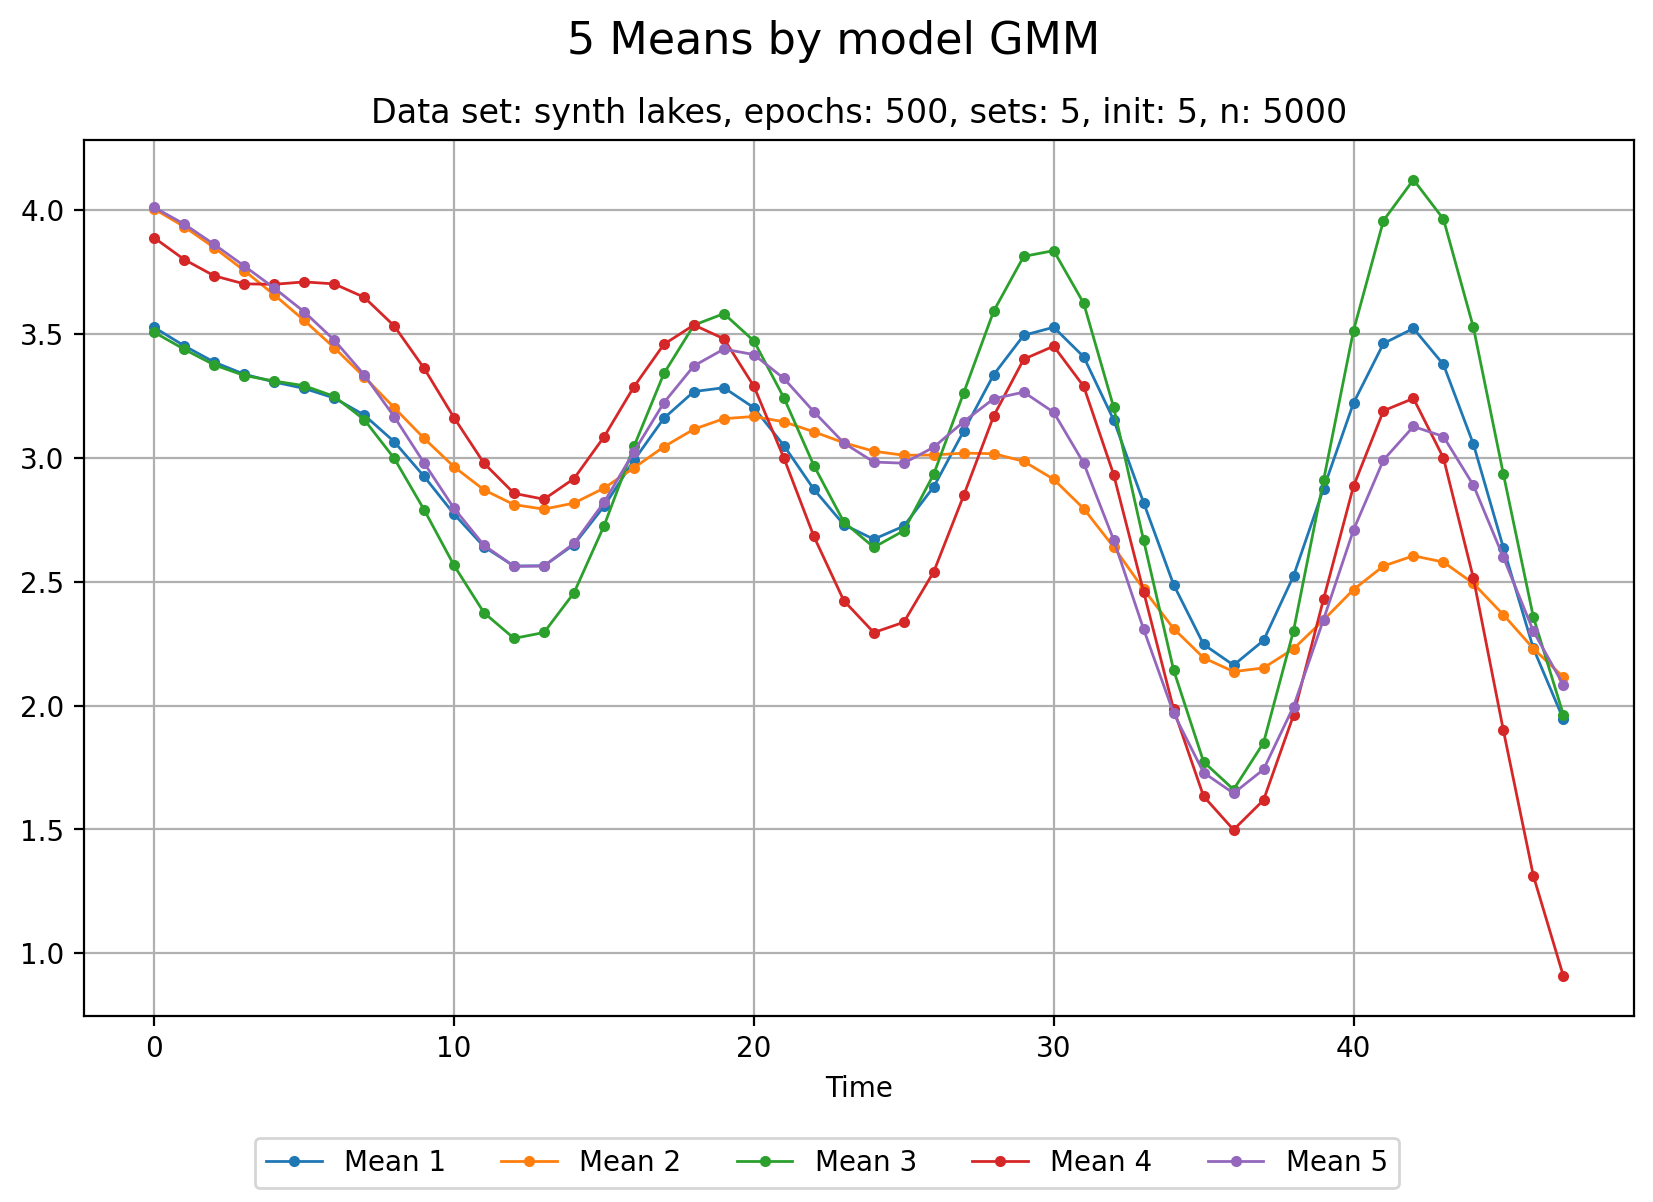 5 Means by model GMM
Data set: synth lakes, epochs: 500, sets: 5, init: 5, n: 5000
4.0
3.5
3.0
2.5
2.0
1.5
1.0
0 10 20 30 40
Time
Mean 1 Mean 2 Mean 3 Mean 4 Mean 5